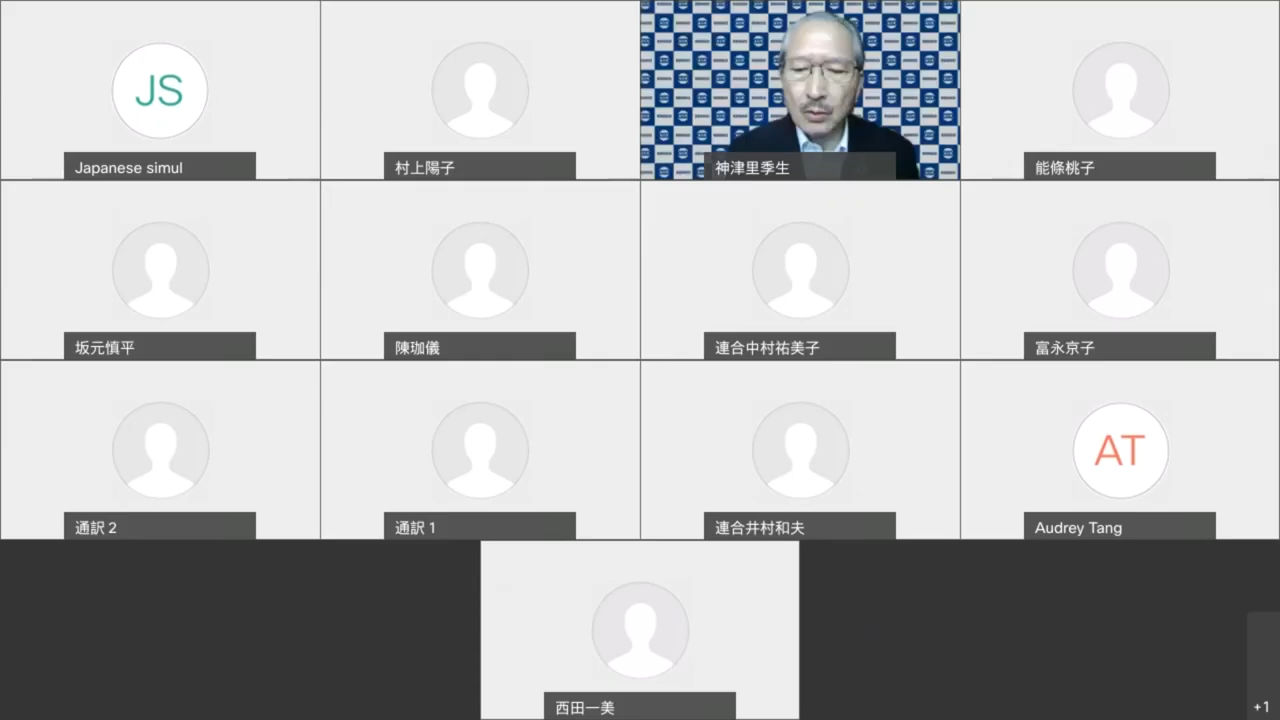 JS
Japanese simul
村上陽子
神津里季生
能條桃子
坂元慎平
陳珈儀
連合中村祐美子
富永京子
通訳 2
通訳 1
連合井村和夫
AT
Audrey Tang
西田一美
+1